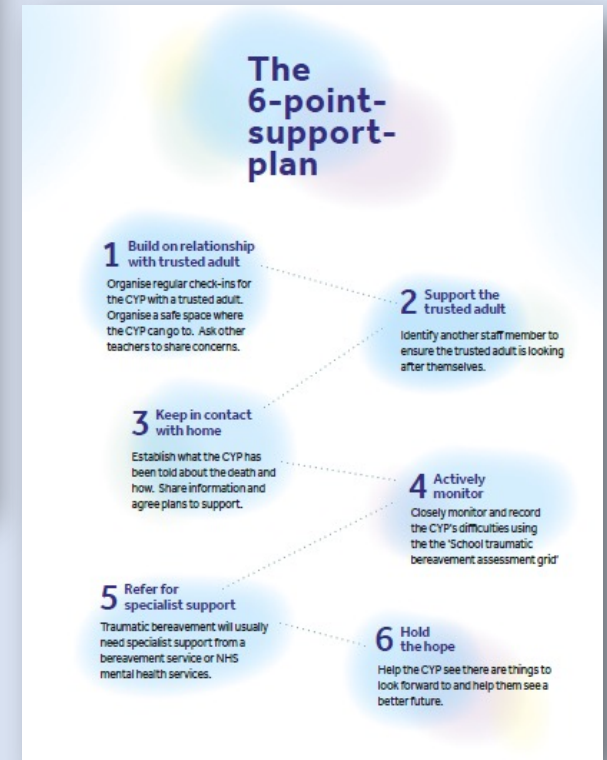 The
6-point-
support-
plan
1 Build on relationship
with trusted adult
Organise regular check-ins for
the CYP with a trusted adult.
Organise a safe space where
the CYP can go to. Ask other
teachers to share concerns.
2 Support the
trusted adult
Identify another staff member to
ensure the trusted adult is looking
after themselves.
3 Keep in contact
with home
Establish what the CYP has
been told about the death and
how. Share information and
agree plans to support.
4 Actively
monitor
Closely monitor and record
the CYP's difficulties using
the the 'School traumatic
bereavement assessment grid'
5 Refer for
specialist support
Traumatic bereavement will usually
need specialist support from a
bereavement service or NHS
mental health services.
6 Hold
the hope
Help the CYP see there are things to
look forward to and help them see a
better future.